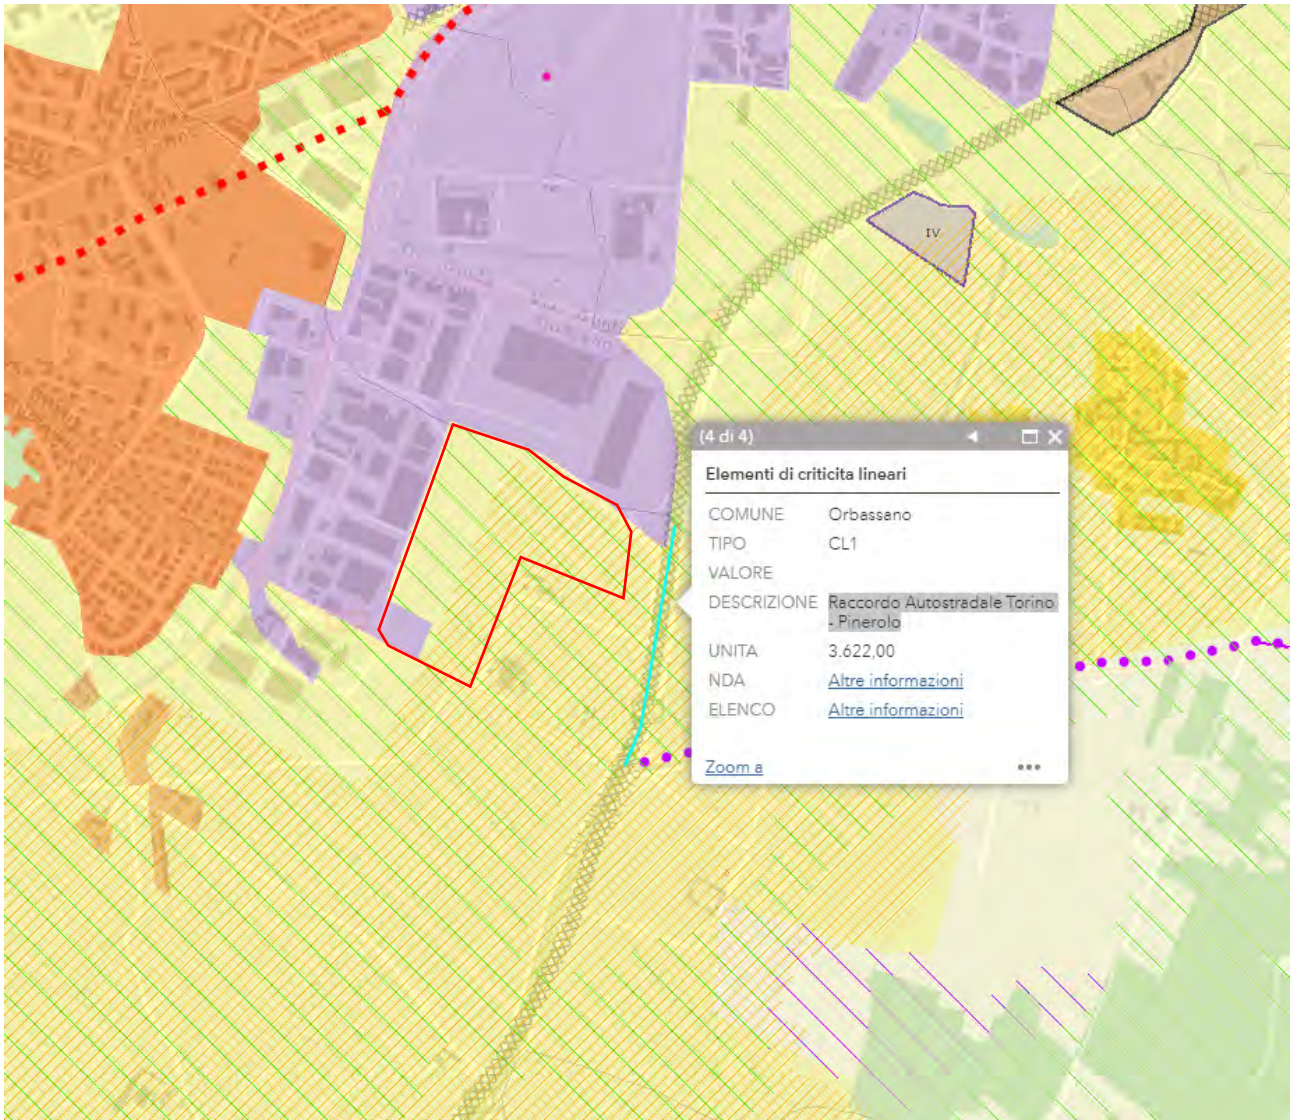 IV
(4 di 4)
Elementi di criticita lineari
COMUNE Orbassano
TIPO CL1
VALORE
DESCRIZIONE Raccordo Autostradale Torino
- Pinerolo
UNITA 3.622,00
NDA Altre informazioni
ELENCO Altre informazioni
Zoom a